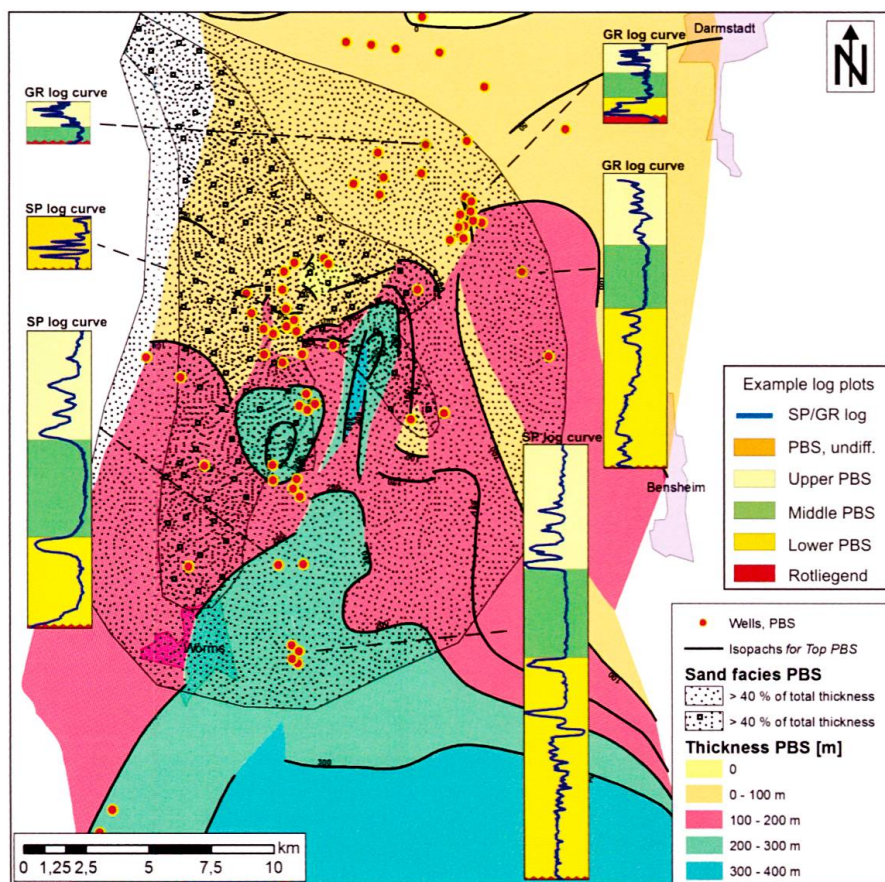 Darmstadt
GR log curve
N
GR log curve
GR log curve
SP log curve
SP log curve
SP log curve
Bensheim
Worms
300
Example log plots
SP/GR log
PBS, undiff.
Upper PBS
Middle PBS
Lower PBS
Rotliegend
Wells, PBS
Isopachs for Top PBS
Sand facies PBS
> 40 % of total thickness
> 40 % of total thickness
Thickness PBS [m]
0
0 - 100 m
100 - 200 m
200 - 300 m
300 - 400 m
km
0 1,25 2,5 5 7,5 10